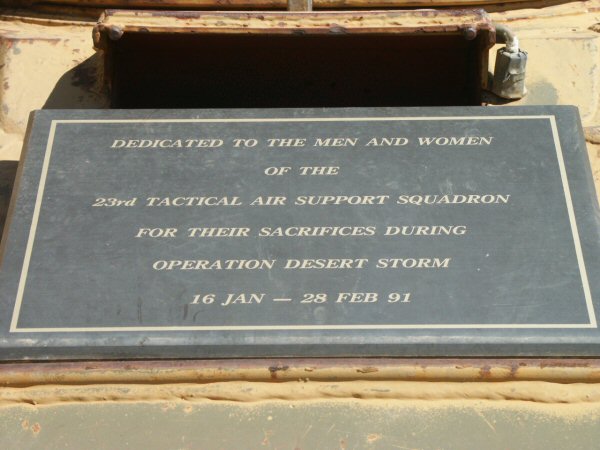 DEDICATED TO THE MEN AND WOMEN
OF THE
23rd TACTICAL AIR SUPPORT SQUADRON
FOR THEIR SACRIFICES DURING
OPERATION DESERT STORM
16 JAN — 28 FEB 91